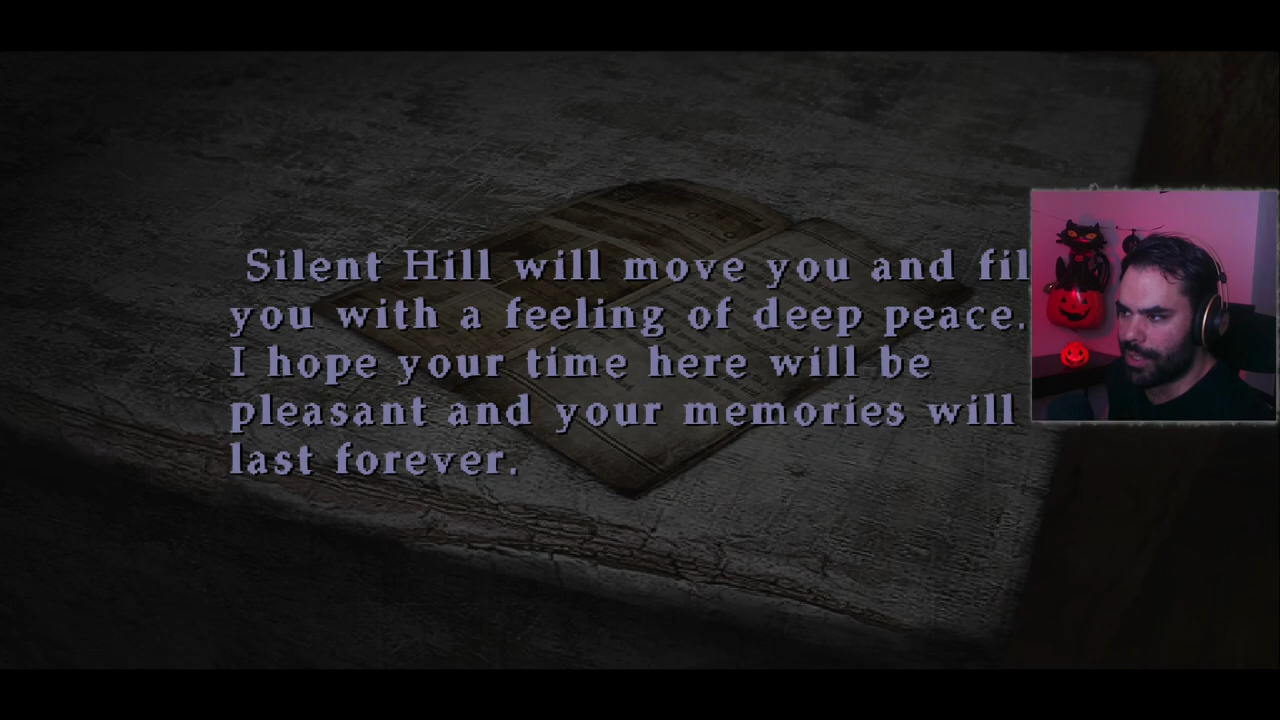 Silent Hill will move you and fil
you with a feeling of deep peace.
I hope your time here will be
pleasant and your memories will
last forever.